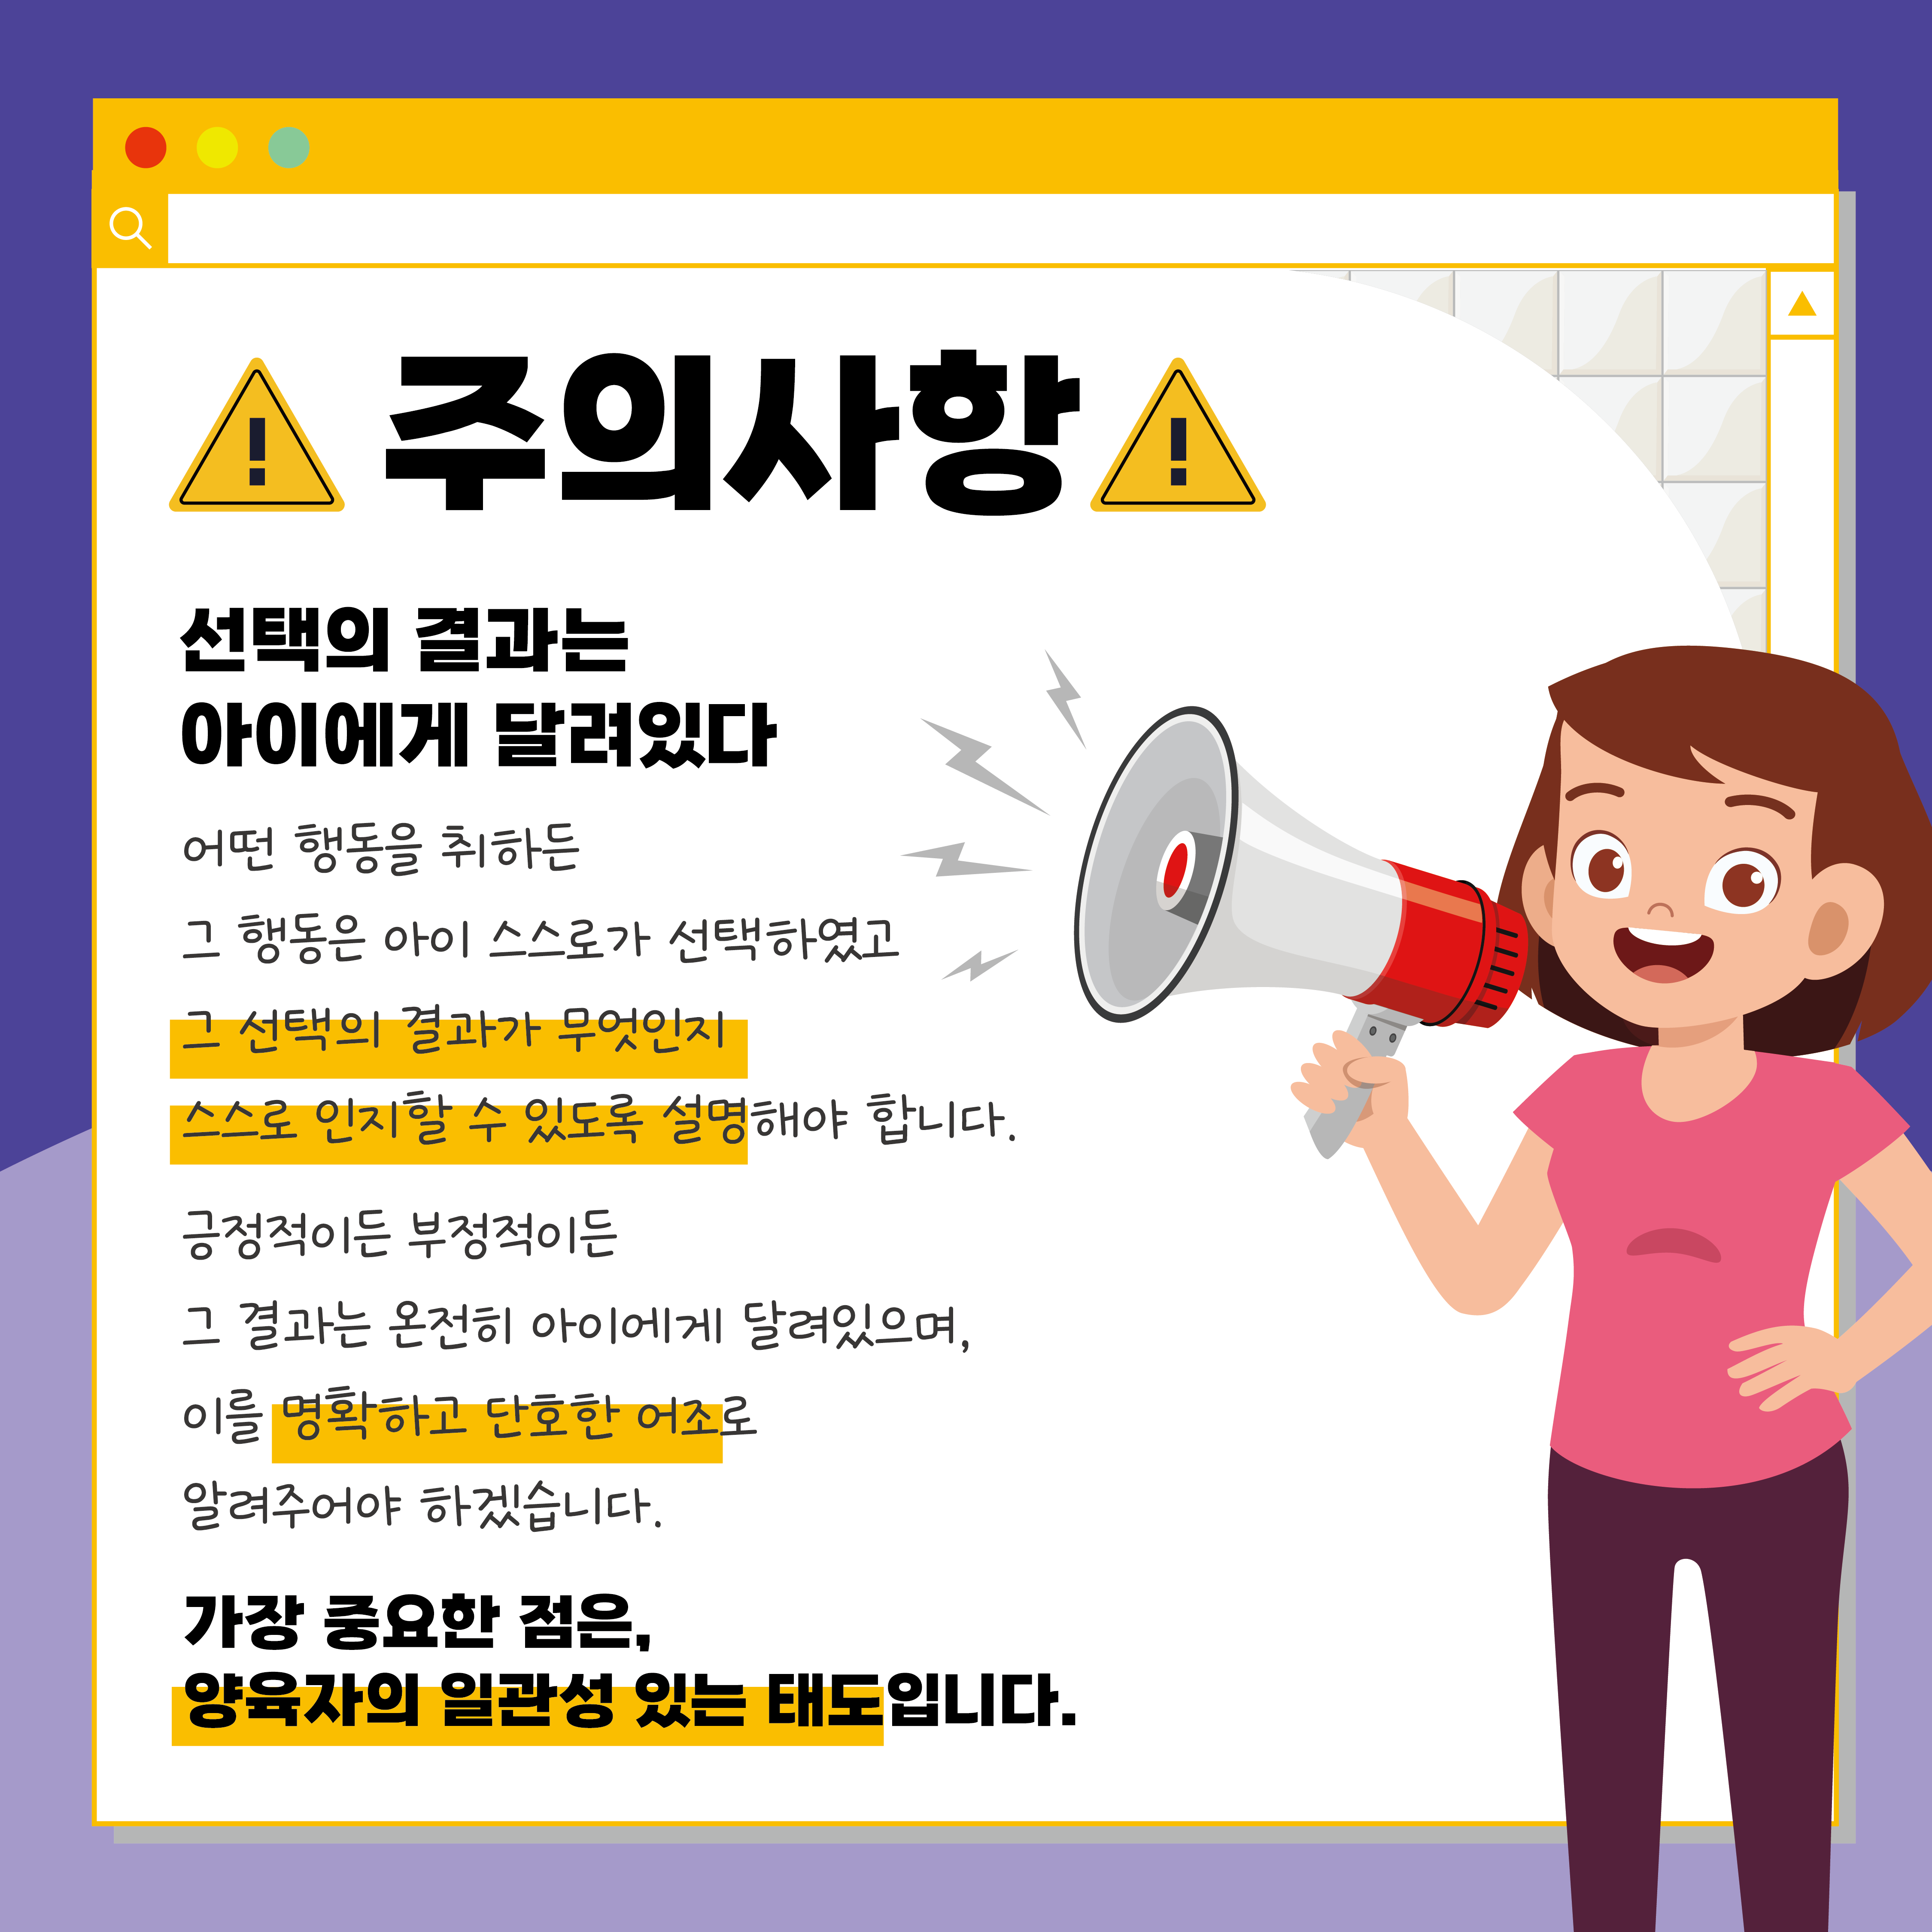 주의사항
선택의 결과는
아이에게 달려있다
어떤 행동을 취하든
그 행동은 아이 스스로가 선택하였고
그 선택의 결과가 무엇인지
스스로 인지할 수 있도록 설명해야 합니다.
긍정적이든 부정적이든
그 결과는 온전히 아이에게 달려있으며,
이를 명확하고 단호한 어조로
알려주어야 하겠습니다.
가장 중요한 점은,
양육자의 일관성 있는 태도입니다.